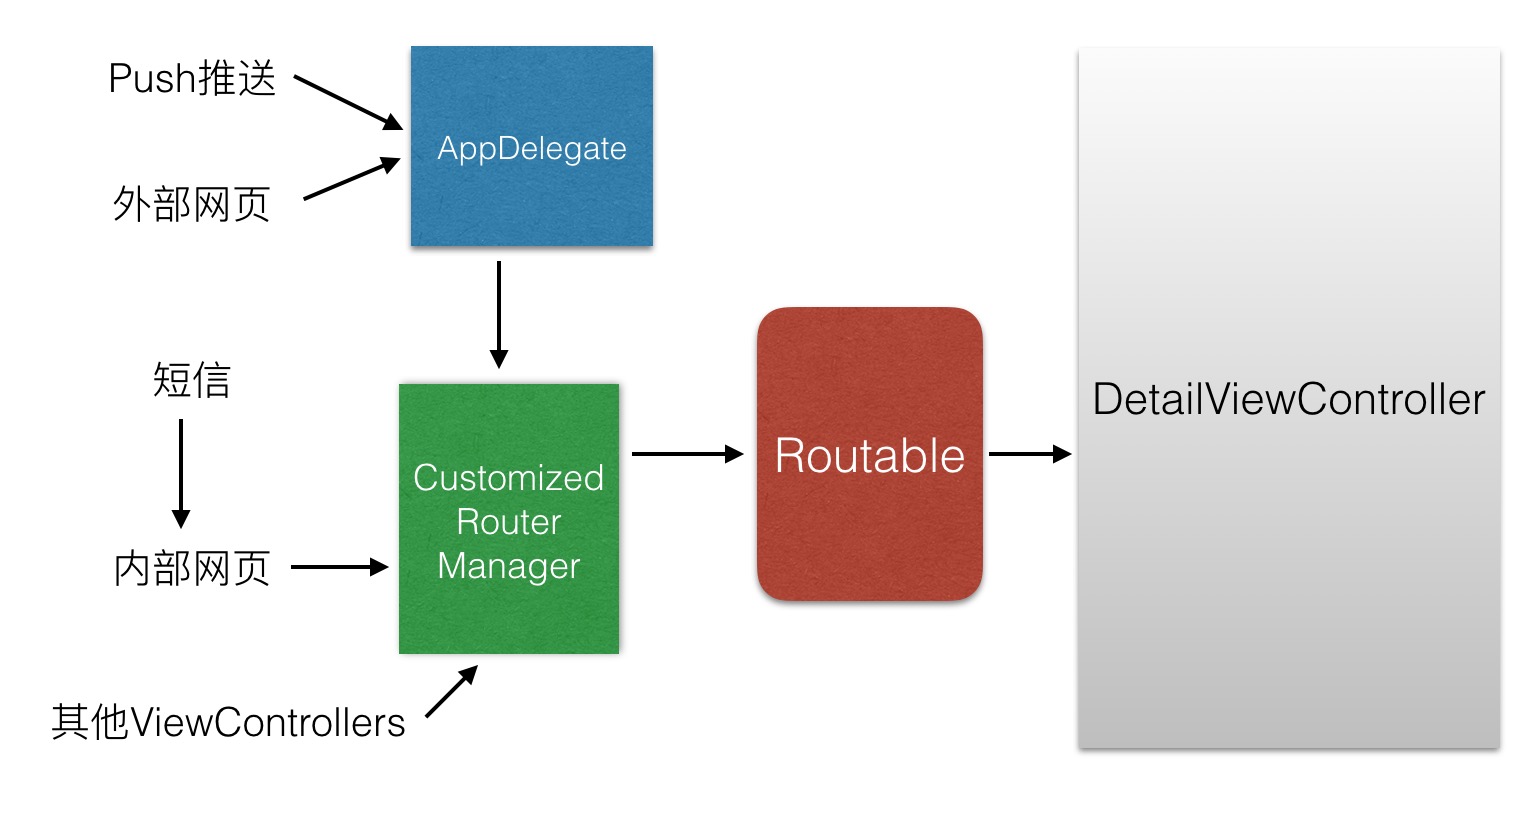 Push推送
AppDelegate
外部网页
短信
内部网页
Customized
Router
Manager
其他ViewControllers
Routable
DetailViewController